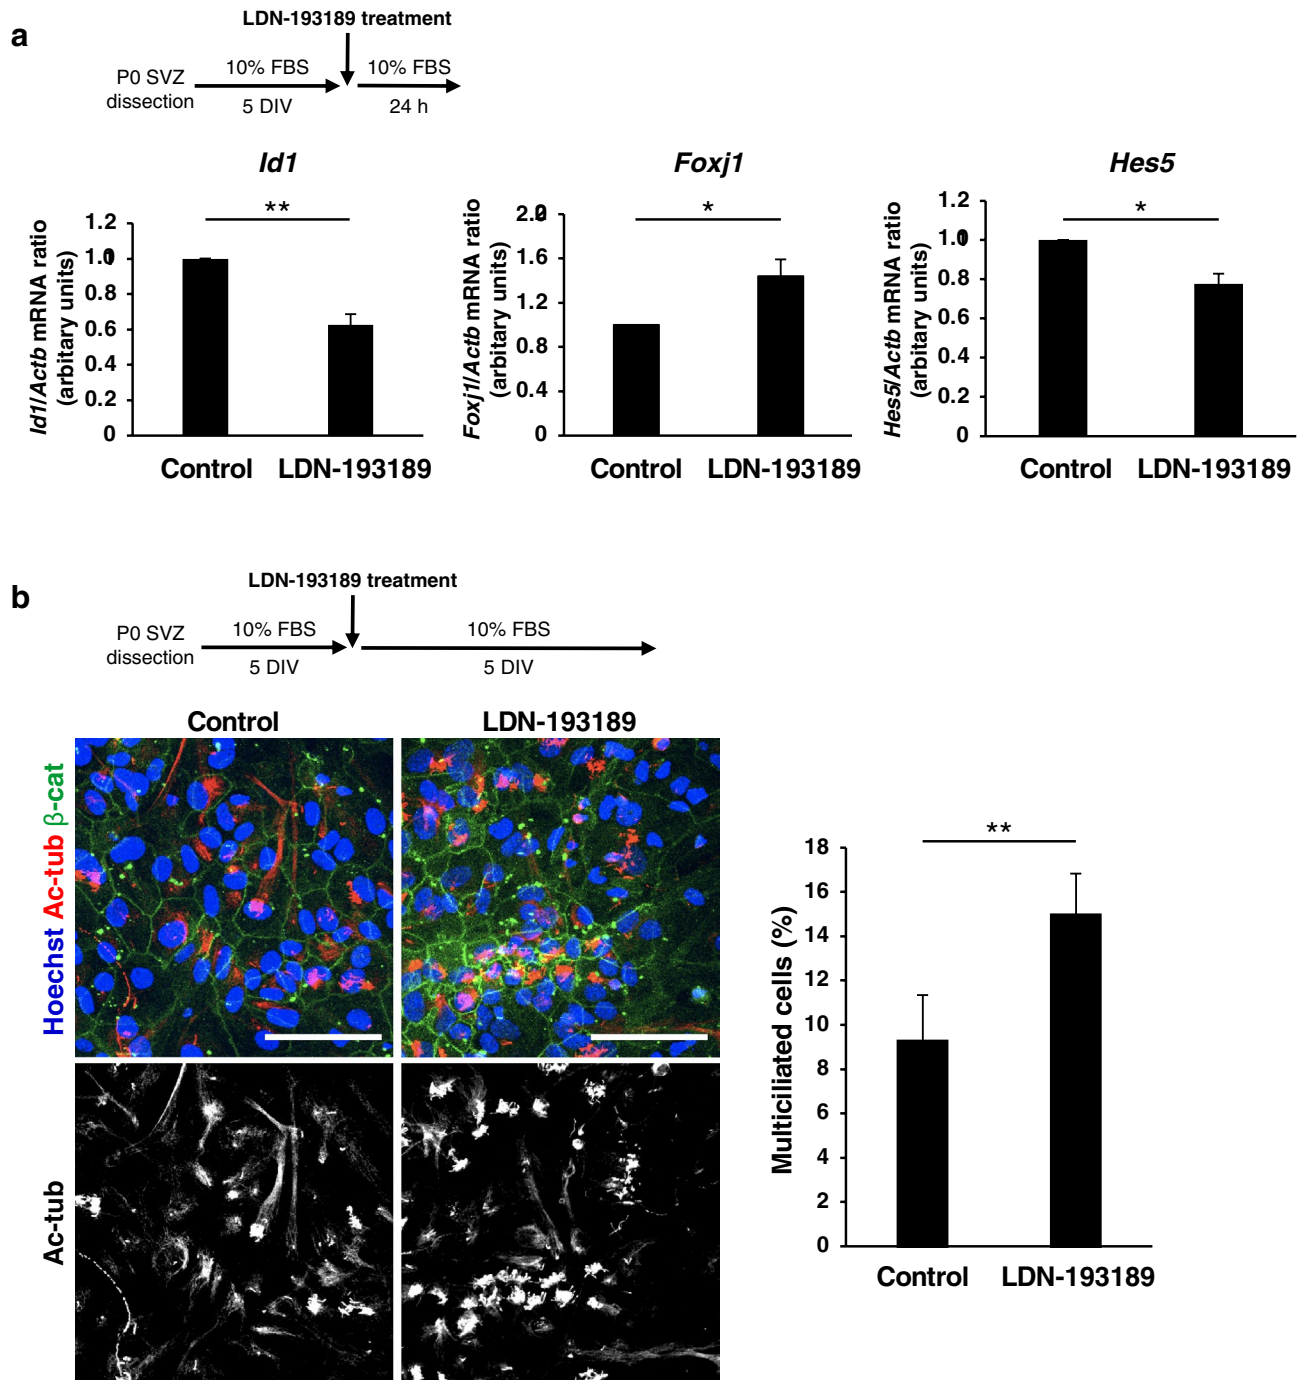 a
LDN-193189 treatment
P0 SVZ
dissection
10% FBS
5 DIV
10% FBS
24 h
Id1
Id1/Actb mRNA ratio
(arbitary units)
1.2
1.0
0.8
0.6
0.4
0.2
0
**
Control
LDN-193189
Foxj1
Foxj1/Actb mRNA ratio
(arbitary units)
2.0
1.6
1.2
0.8
0.4
0
*
Control
LDN-193189
Hes5
Hes5/Actb mRNA ratio
(arbitary units)
1.2
1.0
0.8
0.6
0.4
0.2
0
*
Control
LDN-193189
b
LDN-193189 treatment
P0 SVZ
dissection
10% FBS
5 DIV
10% FBS
5 DIV
Control
LDN-193189
Hoechst Ac-tub β-cat
Ac-tub
Multiciliated cells (%)
18
16
14
12
10
8
6
4
2
0
**
Control
LDN-193189